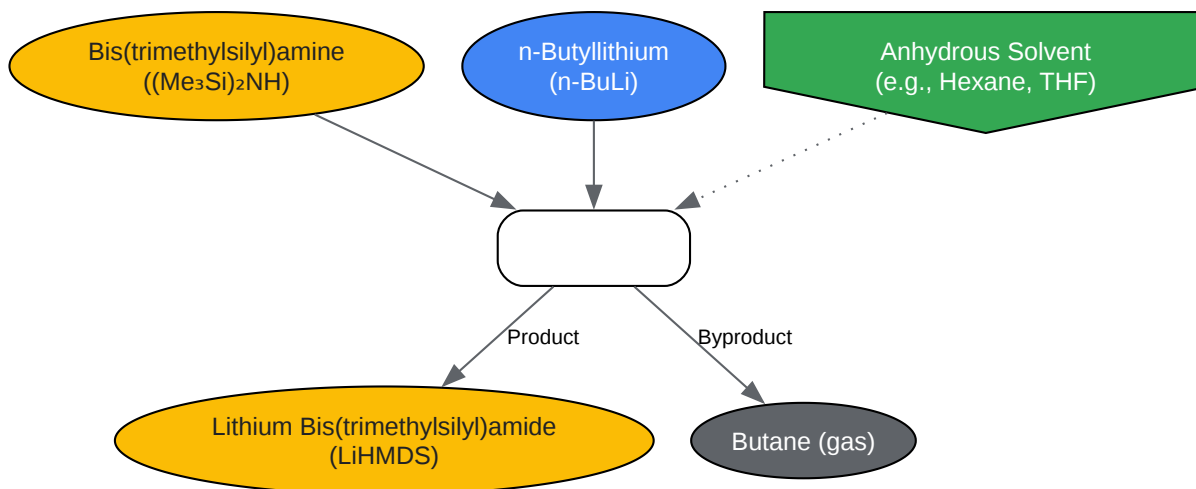 Bis(trimethylsilyl)amine
((Me₃Si)₂NH)
n-Butyllithium
(n-BuLi)
Anhydrous Solvent
(e.g., Hexane, THF)
Product
Byproduct
Lithium Bis(trimethylsilyl)amide
(LiHMDS)
Butane (gas)